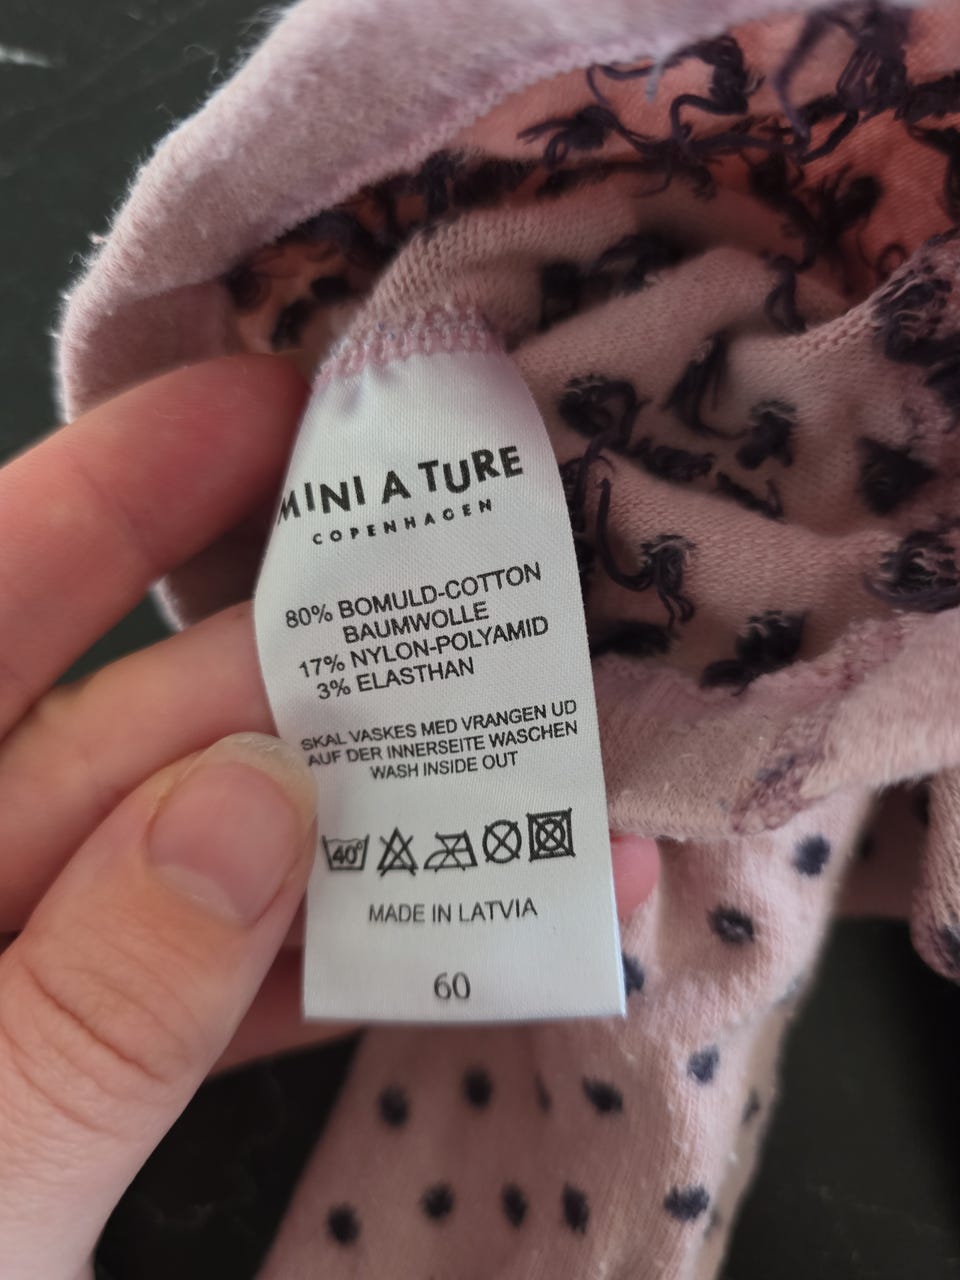 MINI A TURE
COPENHAGEN
80% BOMULD-COTTON
BAUMWOLLE
17% NYLON-POLYAMID
3% ELASTHAN
SKAL VASKES MED VRANGEN UD
AUF DER INNERSEITE WASCHEN
WASH INSIDE OUT
40°
MADE IN LATVIA
60